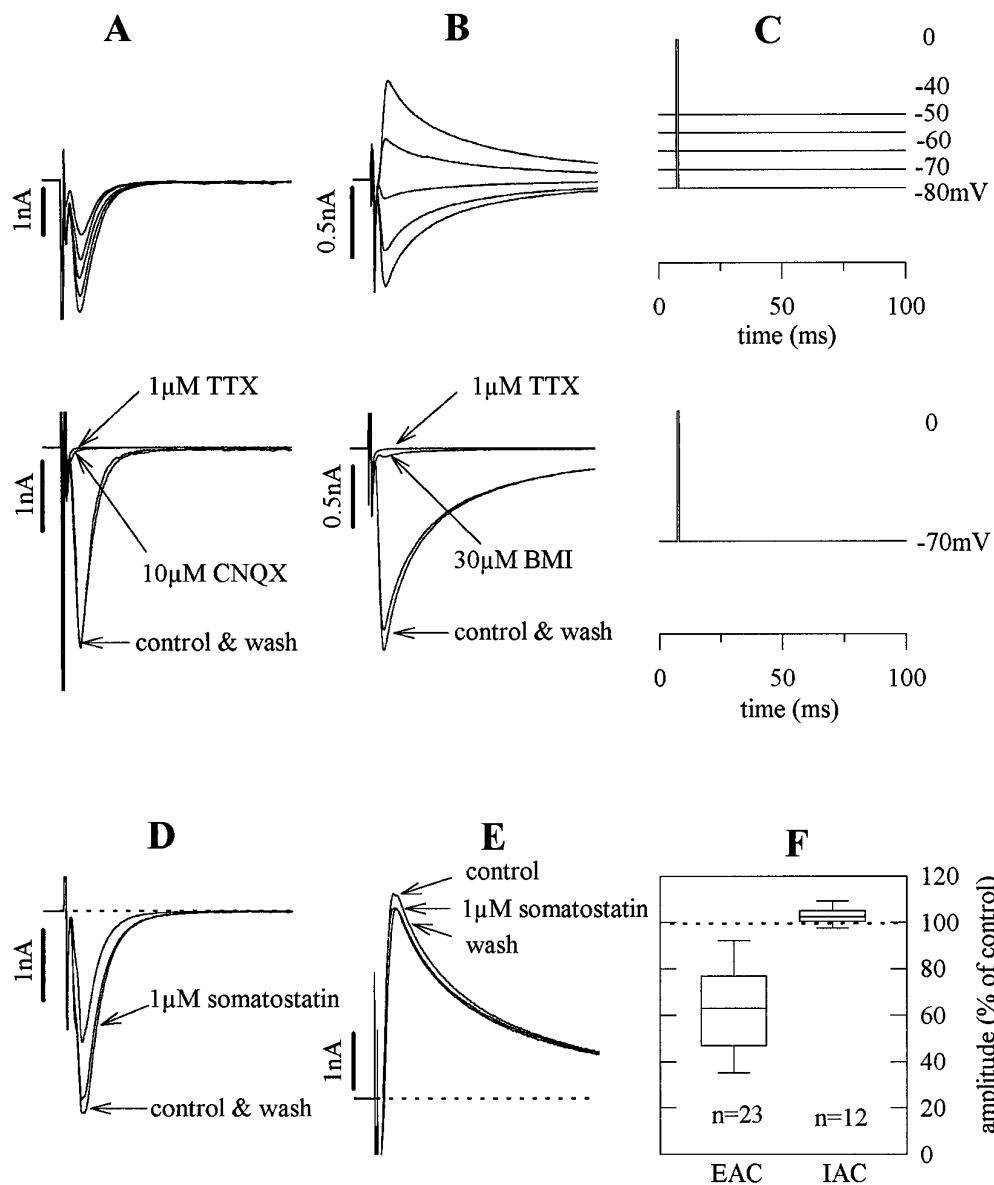 A
B
C
1nA
0.5nA
0
-40
-50
-60
-70
-80mV
0
50
100
time (ms)
1µM TTX
1nA
10µM CNQX
control & wash
1µM TTX
0.5nA
30µM BMI
control & wash
0
-70mV
0
50
100
time (ms)
D
E
F
1nA
1µM somatostatin
control & wash
control
1µM somatostatin
wash
1nA
120
100
80
60
40
20
0
amplitude (% of control)
n=23
n=12
EAC
IAC